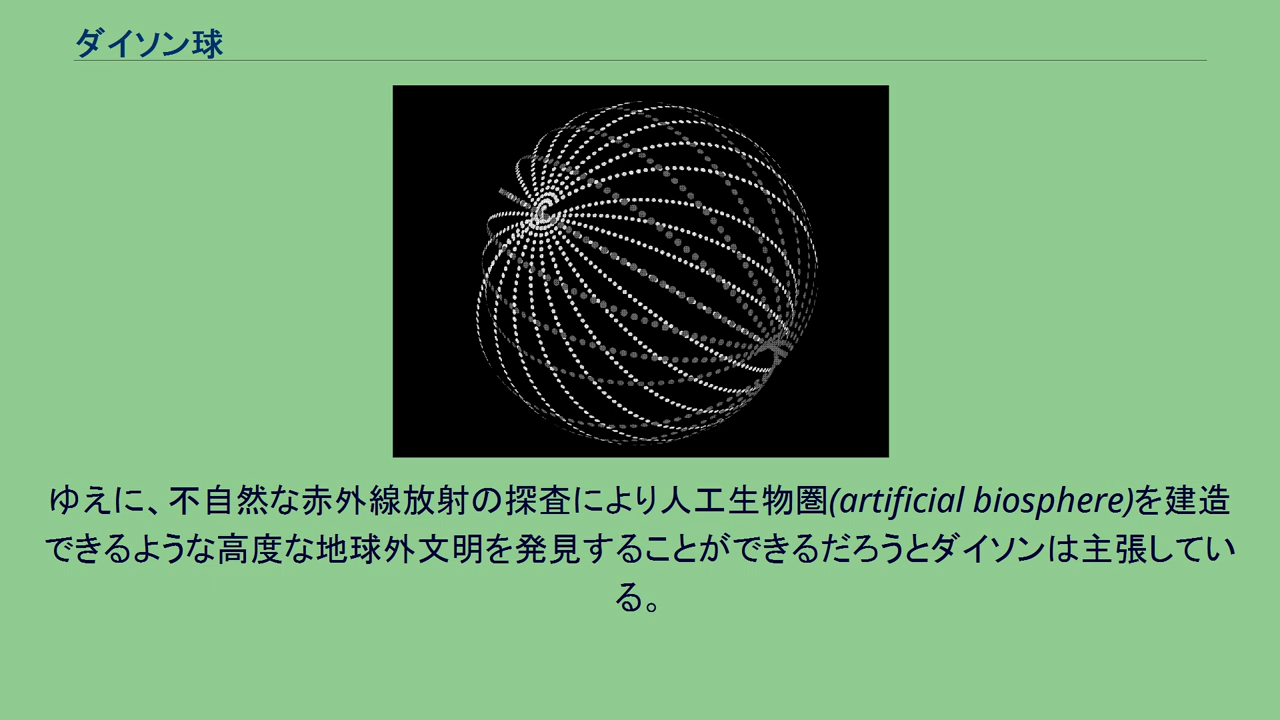 ダイソン球
ゆえに、不自然な赤外線放射の探査により人工生物圏(artificial biosphere)を建造
できるような高度な地球外文明を発見することができるだろうとダイソンは主張してい
る。